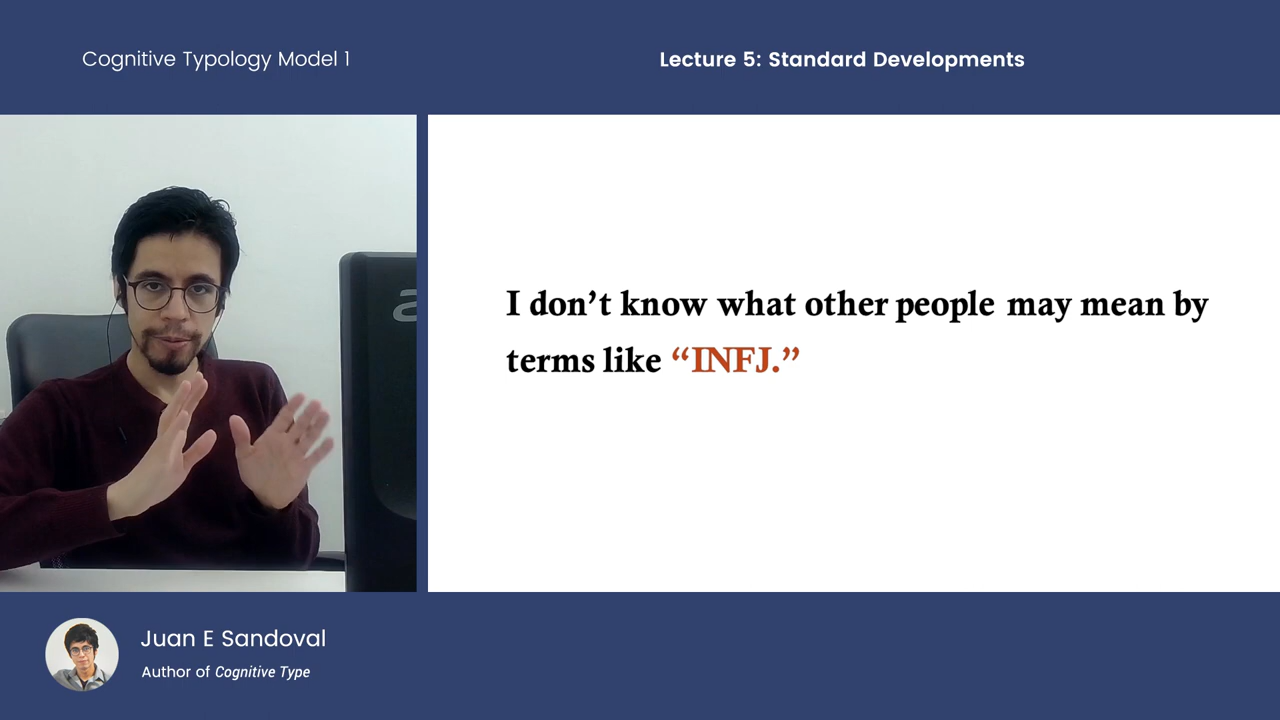 Cognitive Typology Model 1
Lecture 5: Standard Developments
I don’t know what other people may mean by
terms like “INFJ.”
Juan E Sandoval
Author of Cognitive Type